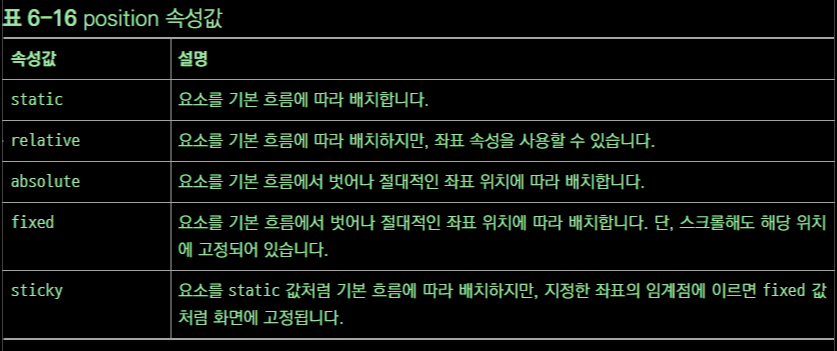 표 6-16 position 속성값
속성값 설명
static 요소를 기본 흐름에 따라 배치합니다.
relative 요소를 기본 흐름에 따라 배치하지만, 좌표 속성을 사용할 수 있습니다.
absolute 요소를 기본 흐름에서 벗어나 절대적인 좌표 위치에 따라 배치합니다.
fixed 요소를 기본 흐름에서 벗어나 절대적인 좌표 위치에 따라 배치합니다. 단, 스크롤해도 해당 위치
에 고정되어 있습니다.
sticky 요소를 static 값처럼 기본 흐름에 따라 배치하지만, 지정한 좌표의 임계점에 이르면 fixed 값
처럼 화면에 고정됩니다.